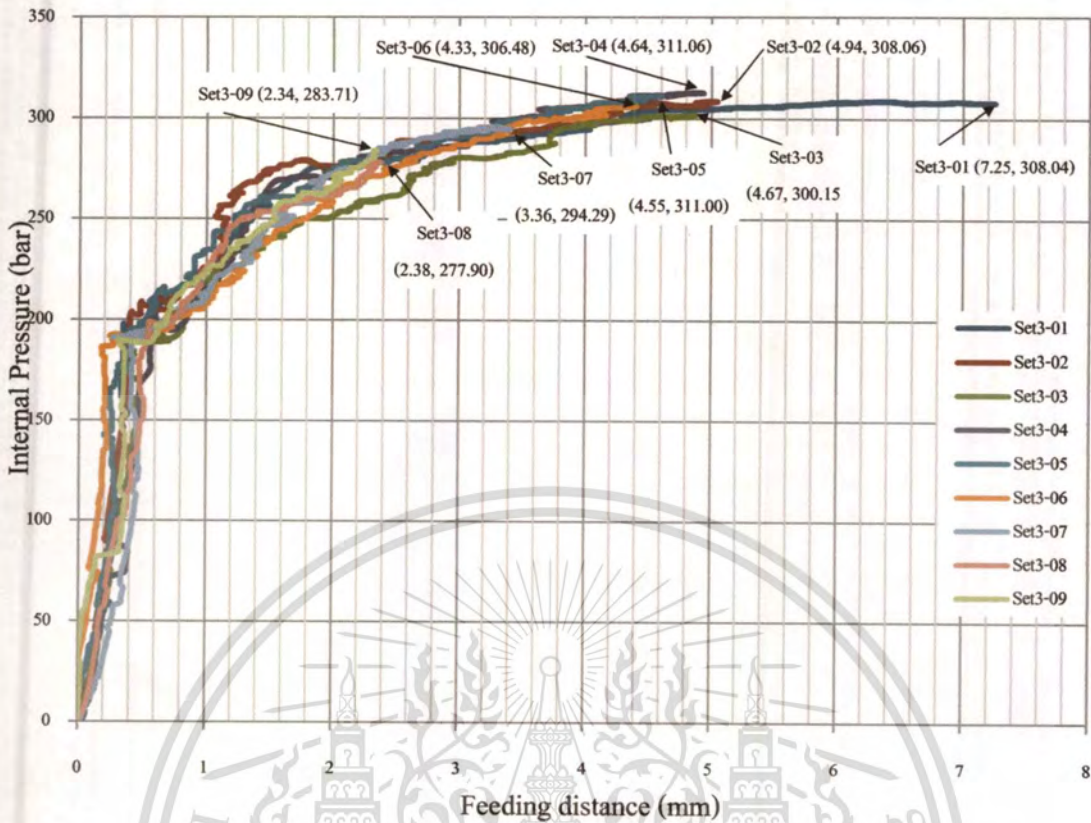 350
300
250
200
150
100
50
0
Internal Pressure (bar)
Set3-06 (4.33, 306.48)
Set3-04 (4.64, 311.06)
Set3-02 (4.94, 308.06)
Set3-09 (2.34, 283.71)
Set3-07
(3.36, 294.29)
Set3-05
(4.55, 311.00)
Set3-03
(4.67, 300.15
Set3-01 (7.25, 308.04)
Set3-08
(2.38, 277.90)
Set3-01
Set3-02
Set3-03
Set3-04
Set3-05
Set3-06
Set3-07
Set3-08
Set3-09
0 1 2 3 4 5 6 7 8
Feeding distance (mm)